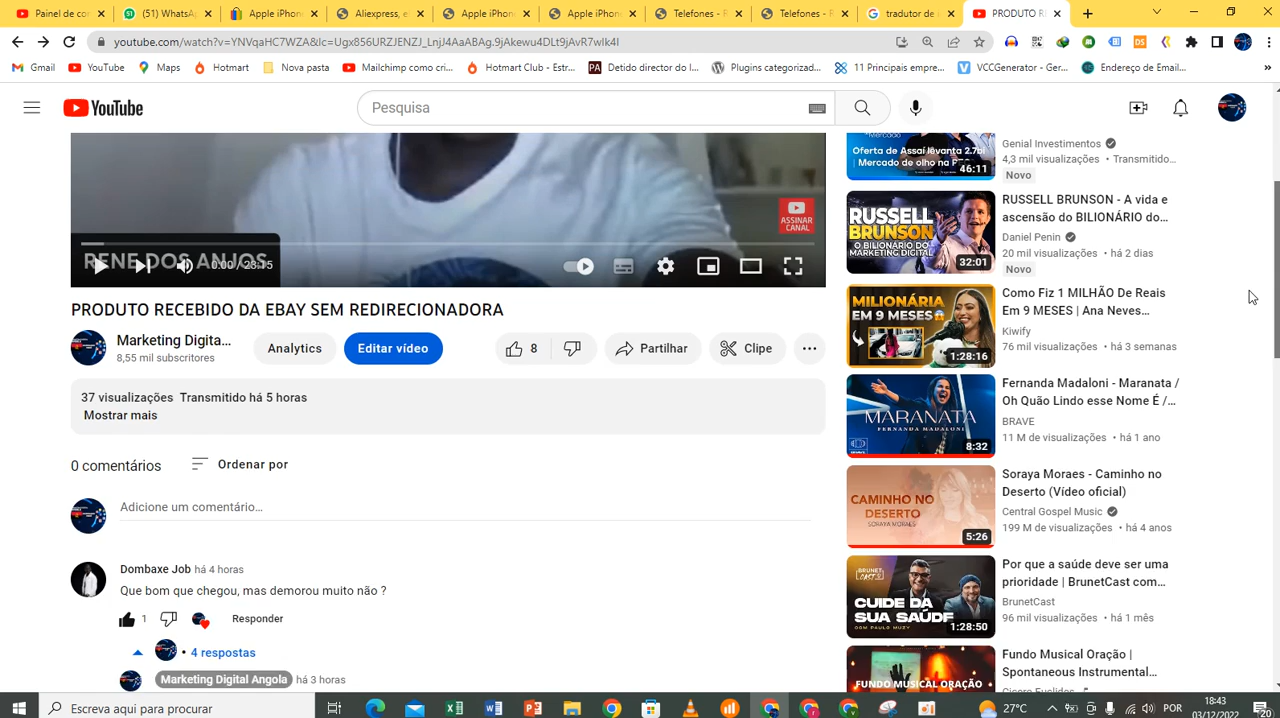 Painel de co
(51) WhatsA
Apple iPhon
Aliexpress, e
Apple iPhon
Apple iPhon
Telefones
Telefones - 
tradutor de
PRODUTO R
youtube.com/watch?v=YNVqaHC7WZA&lc=Ugx856URZJENZJ_LnjJ4AaABAg.9jAkewuADLt9jAvR7wIk4I
Gmail
YouTube
Maps
Hotmart
Nova pasta
Mailchimp como cri...
Hotmart Club - Estr...
PA Detido director do I...
Plugins categorizad...
11 Principais empre...
VCCGenerator - Ger...
Endereço de Email...
»
YouTube
Pesquisa
ASSINAR
CANAL
0:00 / 23:15
PRODUTO RECEBIDO DA EBAY SEM REDIRECIONADORA
Marketing Digita...
8,55 mil subscritores
Analytics
Editar vídeo
8
Partilhar
Clipe
37 visualizações Transmitido há 5 horas
Mostrar mais
0 comentários
Ordenar por
Adicione um comentário...
Dombaxe Job há 4 horas
Que bom que chegou, mas demorou muito não ?
1
Responder
• 4 respostas
Marketing Digital Angola há 3 horas
Oferta de Assaí levanta 2.7bi
| Mercado de olho na
46:11
Genial Investimentos
4,3 mil visualizações • Transmitido...
Novo
RUSSELL
BRUNSON
O BILIONÁRIO DO
MARKETING DIGITAL
32:01
RUSSELL BRUNSON - A vida e
ascensão do BILIONÁRIO do...
Daniel Penin
20 mil visualizações • há 2 dias
Novo
MILIONÁRIA
EM 9 MESES
1:28:16
Como Fiz 1 MILHÃO De Reais
Em 9 MESES | Ana Neves...
Kiwify
76 mil visualizações • há 3 semanas
MARANATA
FERNANDA MADALONI
8:32
Fernanda Madaloni - Maranata /
Oh Quão Lindo esse Nome É /...
BRAVE
11 M de visualizações • há 1 ano
CAMINHO NO
DESERTO
SORAYA MORAES
5:26
Soraya Moraes - Caminho no
Deserto (Vídeo oficial)
Central Gospel Music
199 M de visualizações • há 4 anos
BRUNET
CAST
CUIDE DA
SUA SAÚDE
COM PAULO MUZY
1:28:50
Por que a saúde deve ser uma
prioridade | BrunetCast com...
BrunetCast
96 mil visualizações • há 1 mês
FUNDO MUSICAL ORAÇÃO
Fundo Musical Oração |
Spontaneous Instrumental...
Cicero Euclides
Escreva aqui para procurar
27°C
POR
18:43
03/12/2022
20